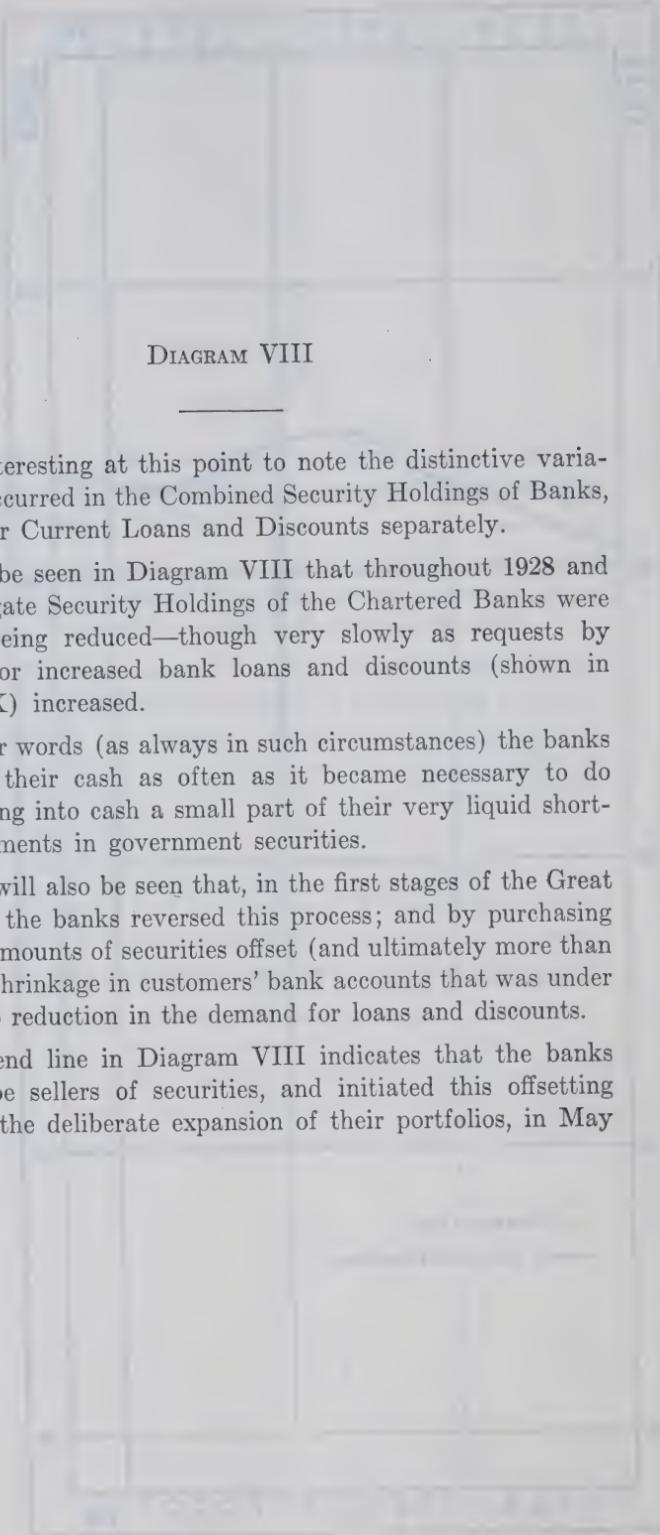 DIAGRAM VIII
teresting at this point to note the distinctive varia-
curred in the Combined Security Holdings of Banks,
r Current Loans and Discounts separately.
be seen in Diagram VIII that throughout 1928 and
gate Security Holdings of the Chartered Banks were
eing reduced—though very slowly as requests by
or increased bank loans and discounts (shown in
) increased.
r words (as always in such circumstances) the banks
their cash as often as it became necessary to do
ng into cash a small part of their very liquid short-
ments in government securities.
will also be seen that, in the first stages of the Great
the banks reversed this process; and by purchasing
mounts of securities offset (and ultimately more than
hrinkage in customers' bank accounts that was under
reduction in the demand for loans and discounts.
end line in Diagram VIII indicates that the banks
be sellers of securities, and initiated this offsetting
the deliberate expansion of their portfolios, in May